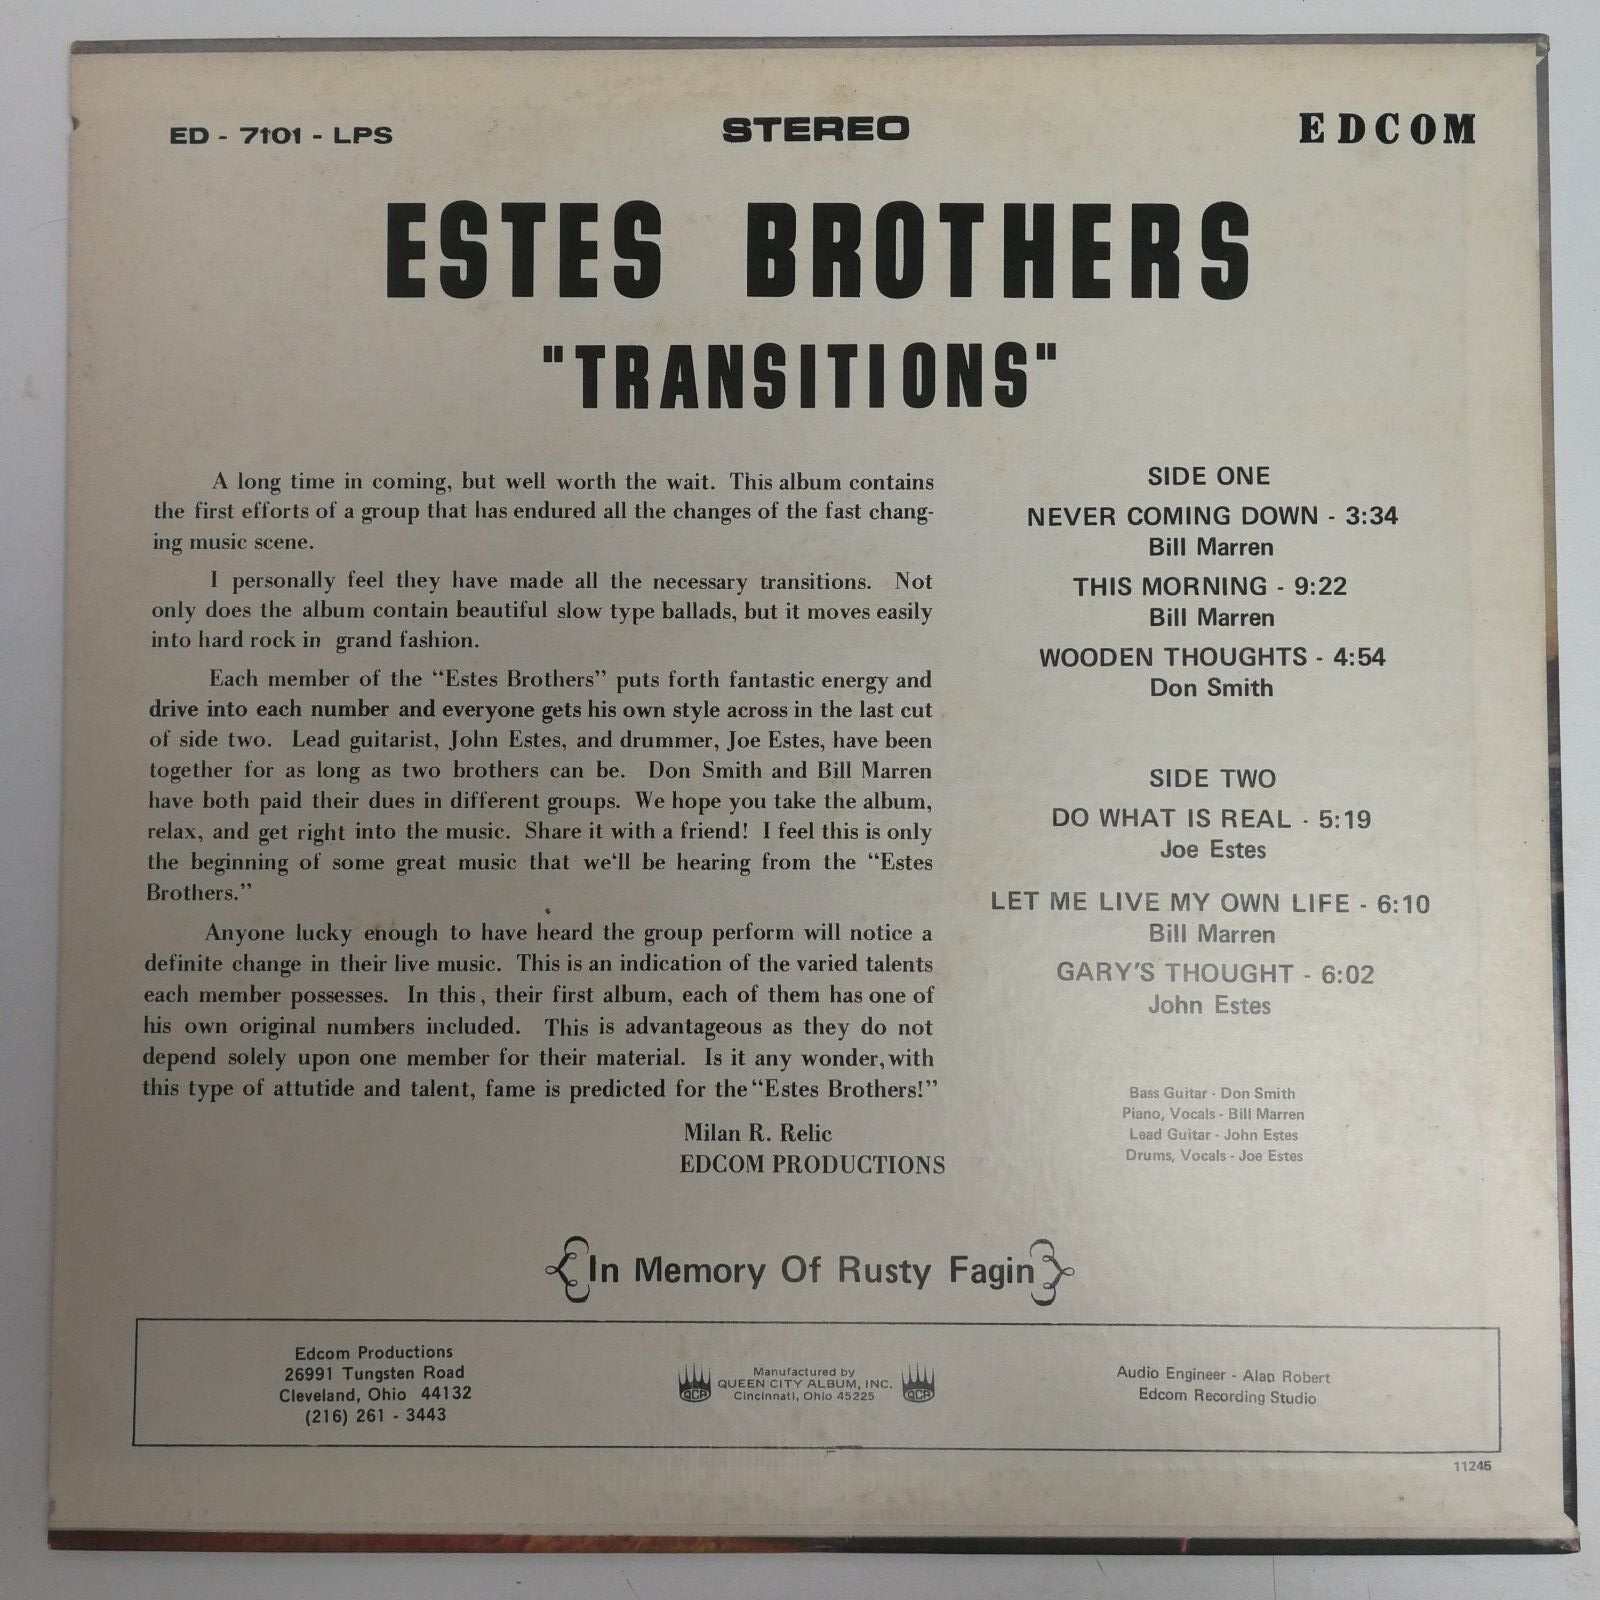 ED - 7101 - LPS
STEREO
EDCOM
ESTES BROTHERS
"TRANSITIONS"
A long time in coming, but well worth the wait. This album contains
the first efforts of a group that has endured all the changes of the fast chang-
ing music scene.
I personally feel they have made all the necessary transitions. Not
only does the album contain beautiful slow type ballads, but it moves easily
into hard rock in grand fashion.
Each member of the "Estes Brothers" puts forth fantastic energy and
drive into each number and everyone gets his own style across in the last cut
of side two. Lead guitarist, John Estes, and drummer, Joe Estes, have been
together for as long as two brothers can be. Don Smith and Bill Marren
have both paid their dues in different groups. We hope you take the album,
relax, and get right into the music. Share it with a friend! I feel this is only
the beginning of some great music that we'll be hearing from the "Estes
Brothers."
Anyone lucky enough to have heard the group perform will notice a
definite change in their live music. This is an indication of the varied talents
each member possesses. In this, their first album, each of them has one of
his own original numbers included. This is advantageous as they do not
depend solely upon one member for their material. Is it any wonder, with
this type of attutide and talent, fame is predicted for the "Estes Brothers!"
Milan R. Relic
EDCOM PRODUCTIONS
SIDE ONE
NEVER COMING DOWN - 3:34
Bill Marren
THIS MORNING - 9:22
Bill Marren
WOODEN THOUGHTS - 4:54
Don Smith
SIDE TWO
DO WHAT IS REAL - 5:19
Joe Estes
LET ME LIVE MY OWN LIFE - 6:10
Bill Marren
GARY'S THOUGHT - 6:02
John Estes
Bass Guitar - Don Smith
Piano, Vocals - Bill Marren
Lead Guitar - John Estes
Drums, Vocals - Joe Estes
In Memory Of Rusty Fagin
Edcom Productions
26991 Tungsten Road
Cleveland, Ohio 44132
(216) 261 - 3443
QCA
Manufactured by
QUEEN CITY ALBUM, INC.
Cincinnati, Ohio 45225
QCA
Audio Engineer - Alan Robert
Edcom Recording Studio
11245